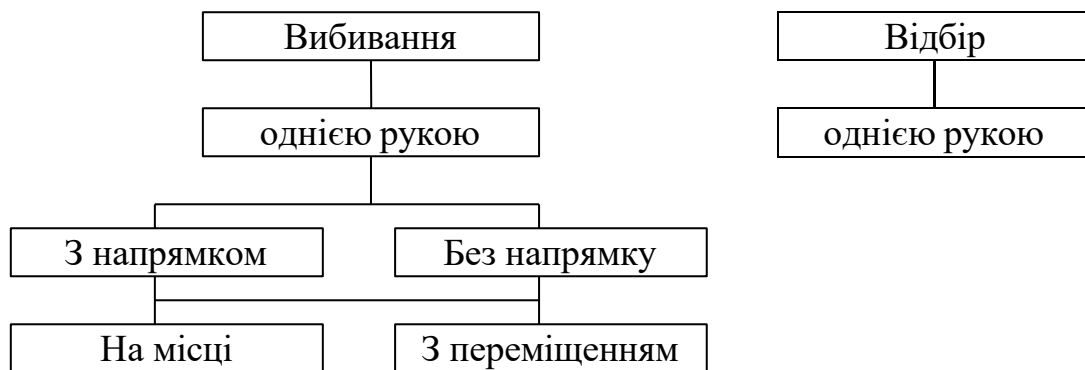 Вибивання
Відбір
однією рукою
однією рукою
З напрямком
Без напрямку
На місці
З переміщенням